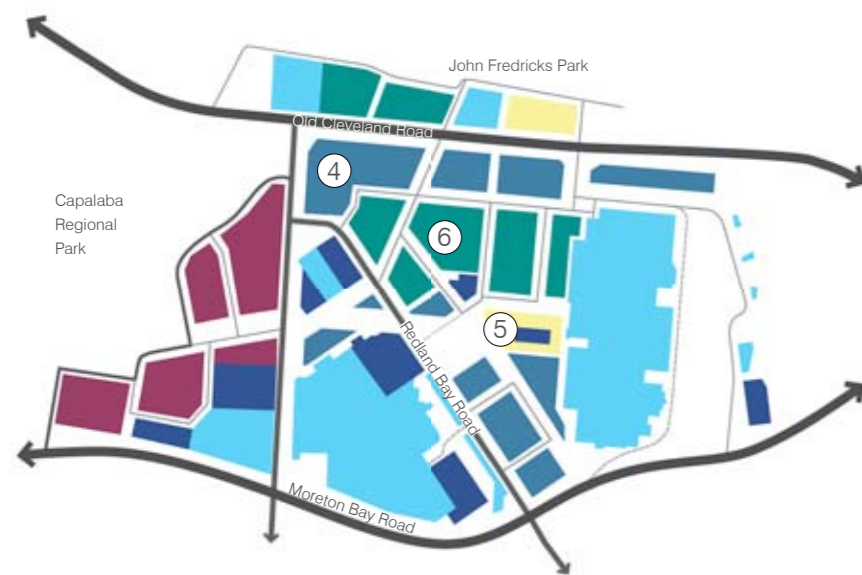 John Fredricks Park
Old Cleveland Road
4
Capalaba
Regional
Park
6
5
Redland Bay Road
Moreton Bay Road